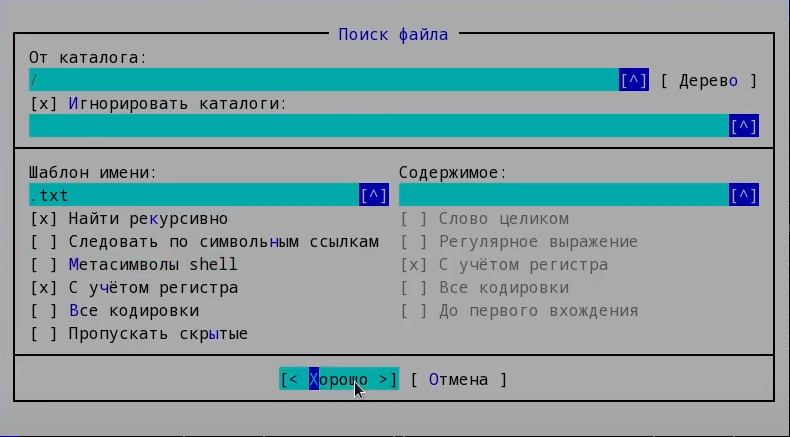 Поиск файла
От каталога:
/ [^] [ Дерево ]
[x] Игнорировать каталоги:
[^]
Шаблон имени: Содержимое:
.txt [^] [^]
[x] Найти рекурсивно [ ] Слово целиком
[ ] Следовать по символьным ссылкам [ ] Регулярное выражение
[ ] Метасимволы shell [x] С учётом регистра
[x] С учётом регистра [ ] Все кодировки
[ ] Все кодировки [ ] До первого вхождения
[ ] Пропускать скрытые
[< Хорошо >] [ Отмена ]